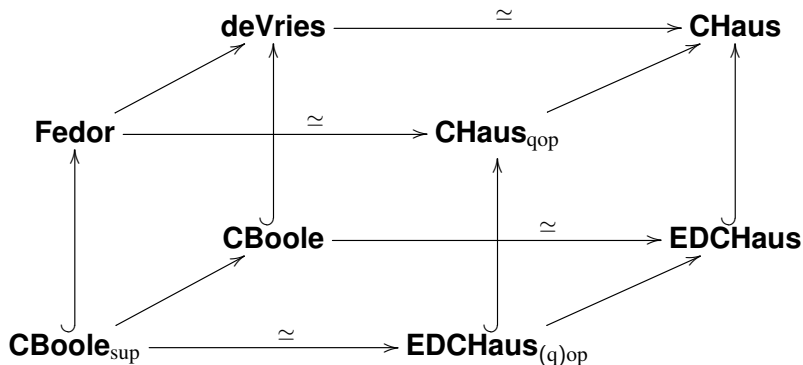 deVries ≃ CHaus
Fedor ≃ CHaus_qop
CBoole ≃ EDCHaus
CBoole_sup ≃ EDCHaus_(q)op